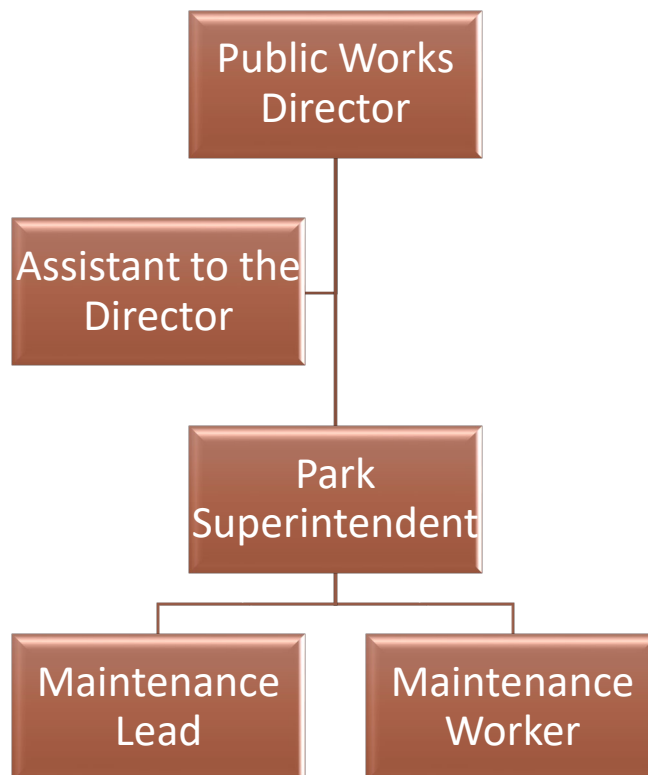 Public Works
Director
Assistant to the
Director
Park
Superintendent
Maintenance
Lead
Maintenance
Worker